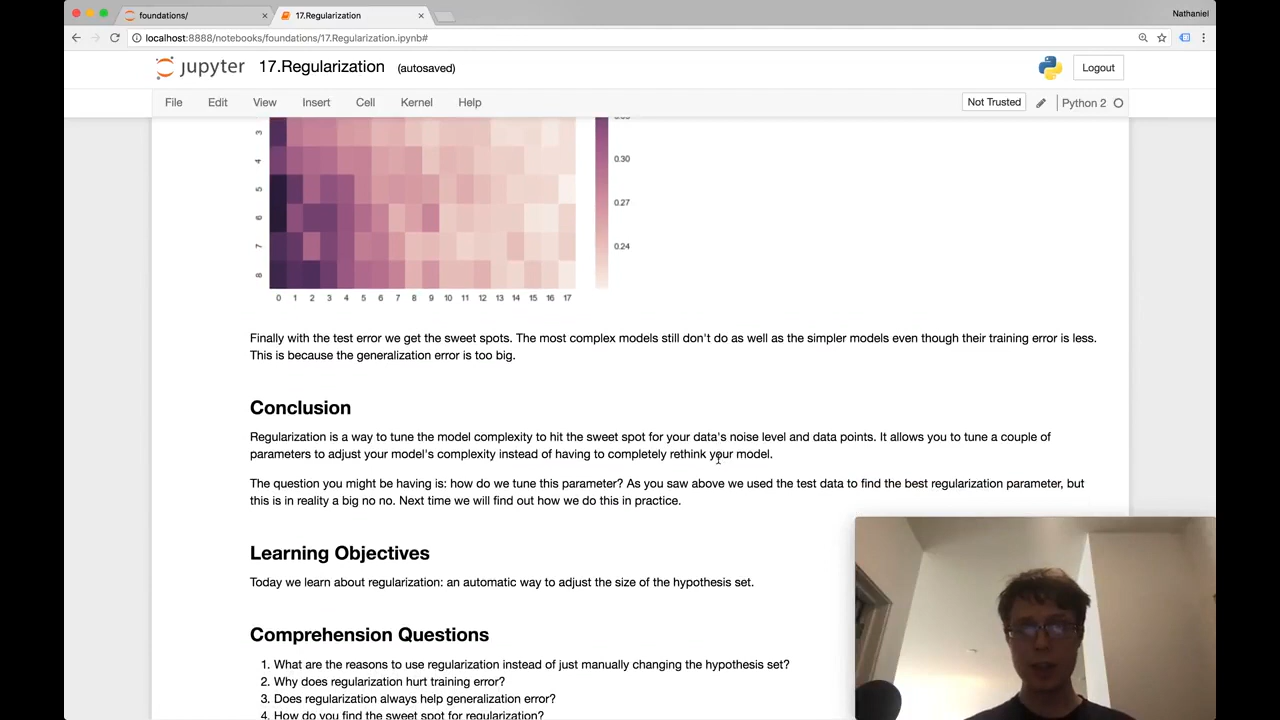 Nathaniel
foundations/
17.Regularization
localhost:8888/notebooks/foundations/17.Regularization.ipynb#
jupyter 17.Regularization (autosaved)
Logout
File Edit View Insert Cell Kernel Help
Not Trusted
Python 2
3
4
5
6
7
8
0.30
0.27
0.24
0 1 2 3 4 5 6 7 8 9 10 11 12 13 14 15 16 17
Finally with the test error we get the sweet spots. The most complex models still don't do as well as the simpler models even though their training error is less.
This is because the generalization error is too big.
Conclusion
Regularization is a way to tune the model complexity to hit the sweet spot for your data's noise level and data points. It allows you to tune a couple of
parameters to adjust your model's complexity instead of having to completely rethink your model.
The question you might be having is: how do we tune this parameter? As you saw above we used the test data to find the best regularization parameter, but
this is in reality a big no no. Next time we will find out how we do this in practice.
Learning Objectives
Today we learn about regularization: an automatic way to adjust the size of the hypothesis set.
Comprehension Questions
1. What are the reasons to use regularization instead of just manually changing the hypothesis set?
2. Why does regularization hurt training error?
3. Does regularization always help generalization error?
4. How do you find the sweet spot for regularization?